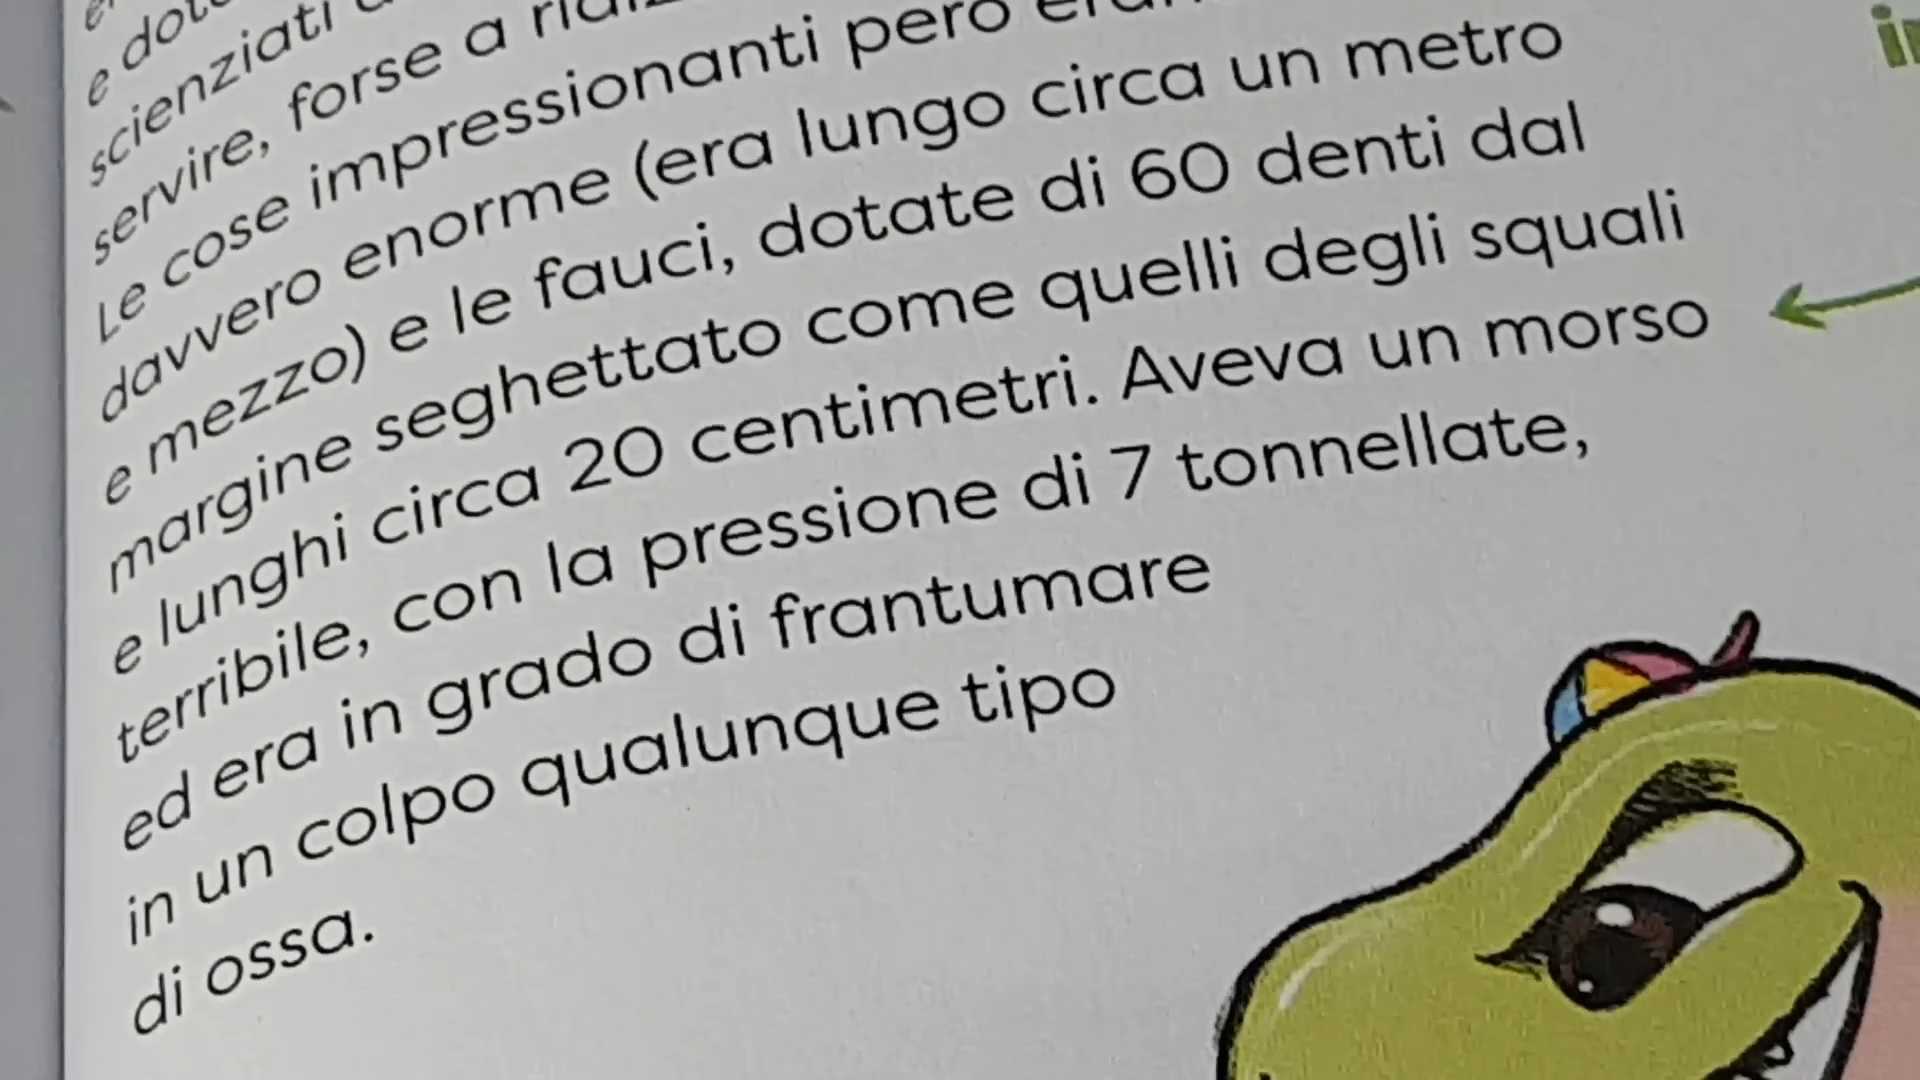 e
scienziati
servire, forse a
Le cose impressionanti però
davvero enorme (era lungo circa un metro
e mezzo) e le fauci, dotate di 60 denti dal
margine seghettato come quelli degli squali
e lunghi circa 20 centimetri. Aveva un morso
terribile, con la pressione di 7 tonnellate,
ed era in grado di frantumare
in un colpo qualunque tipo
di ossa.